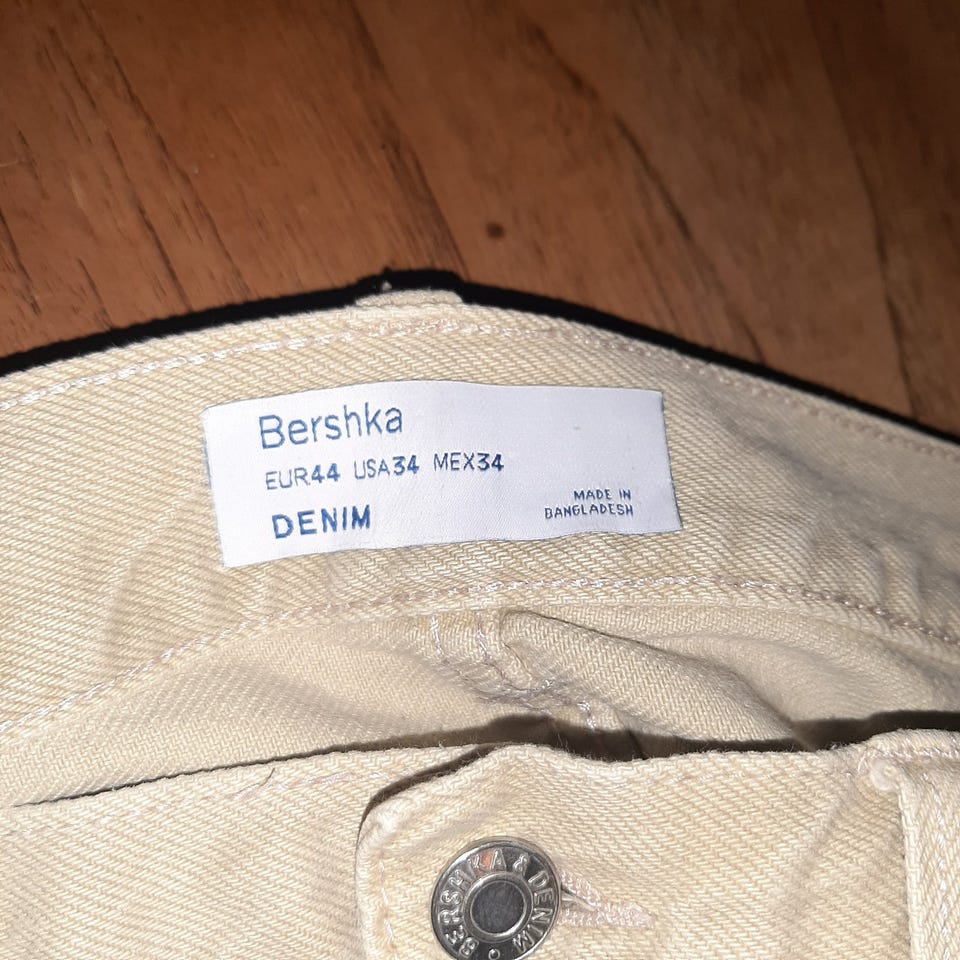 Bershka
EUR44 USA34 MEX34
DENIM
MADE IN
BANGLADESH
BERSHKA & DENIM •